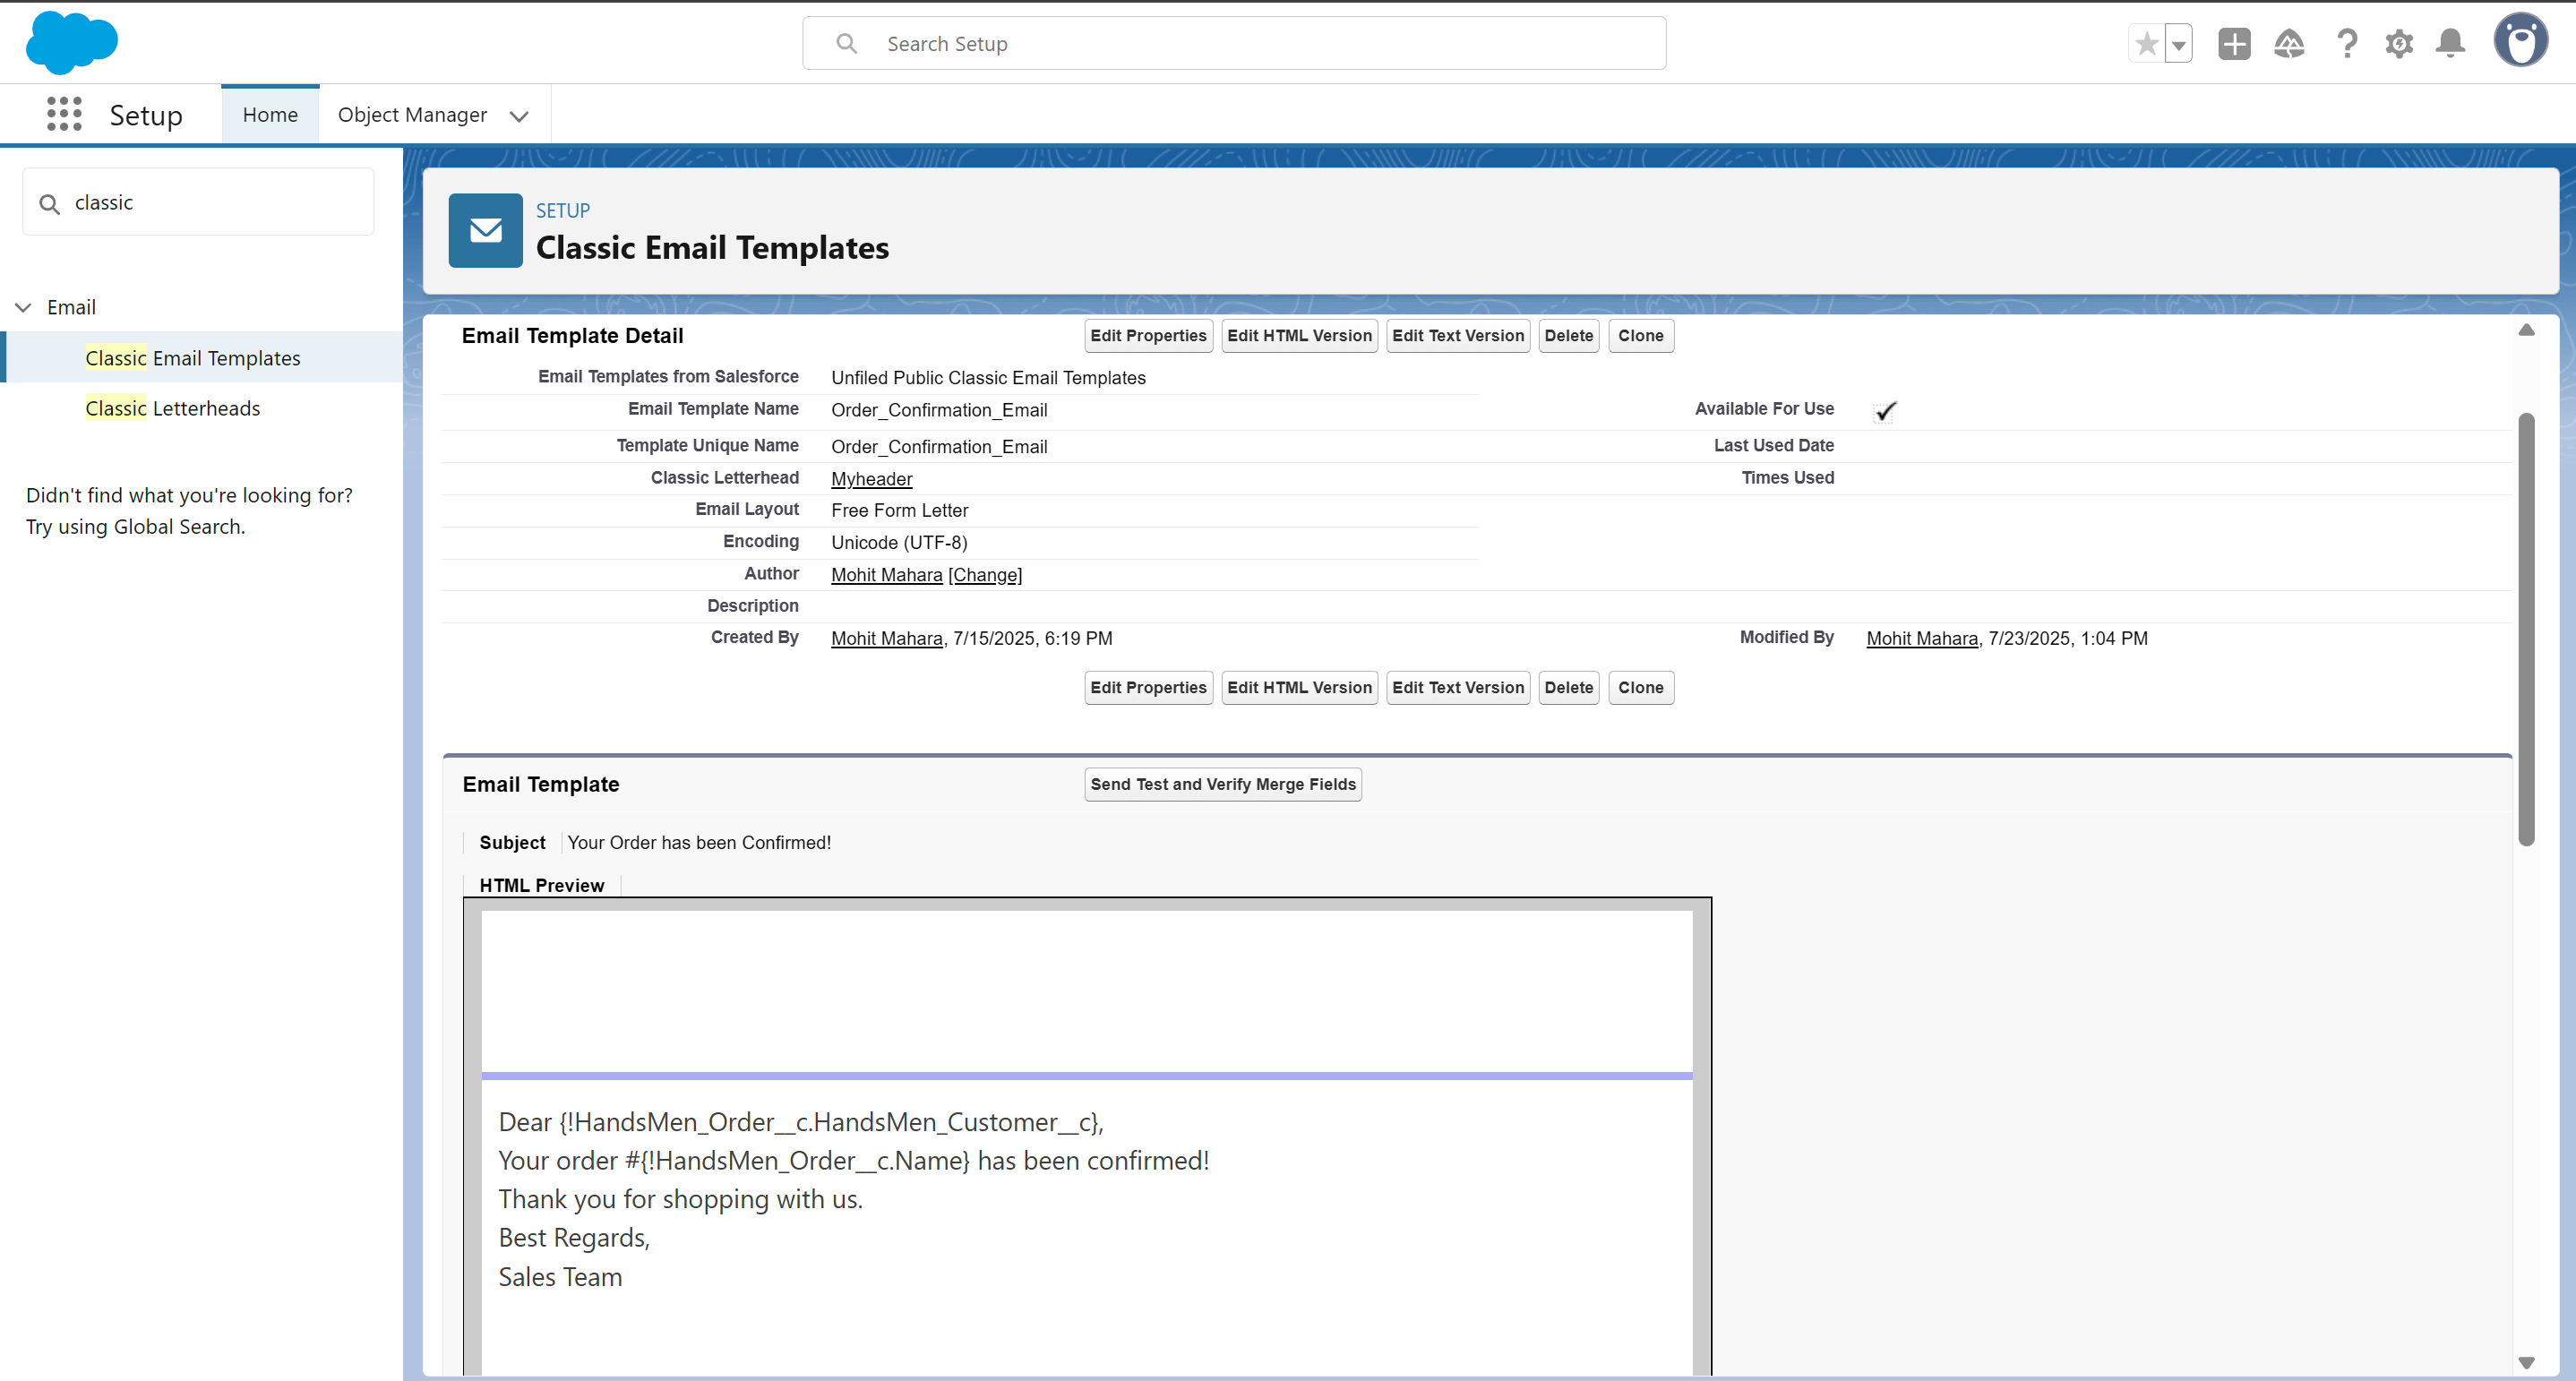 Search Setup
Setup
Home
Object Manager
classic
Email
Classic Email Templates
Classic Letterheads
Didn't find what you're looking for?
Try using Global Search.
SETUP
Classic Email Templates
Email Template Detail
Edit Properties Edit HTML Version Edit Text Version Delete Clone
Email Templates from Salesforce Unfiled Public Classic Email Templates
Email Template Name Order_Confirmation_Email Available For Use
Template Unique Name Order_Confirmation_Email Last Used Date
Classic Letterhead Myheader Times Used
Email Layout Free Form Letter
Encoding Unicode (UTF-8)
Author Mohit Mahara [Change]
Description
Created By Mohit Mahara, 7/15/2025, 6:19 PM Modified By Mohit Mahara, 7/23/2025, 1:04 PM
Edit Properties Edit HTML Version Edit Text Version Delete Clone
Email Template Send Test and Verify Merge Fields
Subject Your Order has been Confirmed!
HTML Preview
Dear {!HandsMen_Order__c.HandsMen_Customer__c},
Your order #{!HandsMen_Order__c.Name} has been confirmed!
Thank you for shopping with us.
Best Regards,
Sales Team